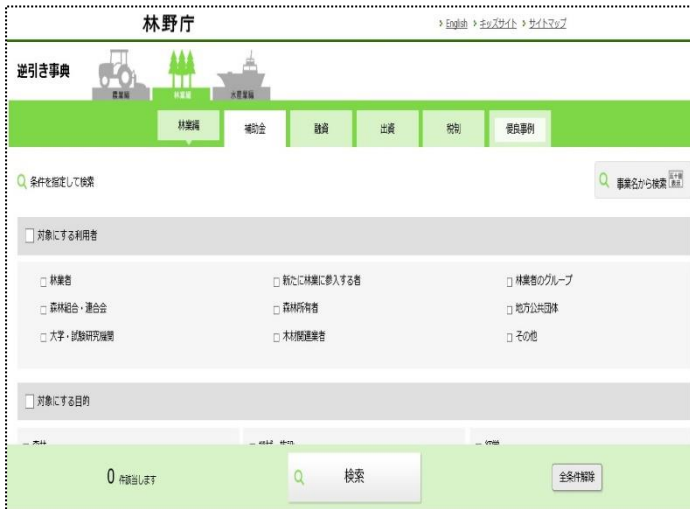 林野庁
› English › キッズサイト › サイトマップ
逆引き事典
農業編 林業編 水産業編
林業編 補助金 融資 出資 税制 優良事例
条件を指定して検索
事業名から検索
対象にする利用者
林業者 新たに林業に参入する者 林業者のグループ
森林組合・連合会 森林所有者 地方公共団体
大学・試験研究機関 木材関連業者 その他
対象にする目的
0 件該当します 検索 全条件解除